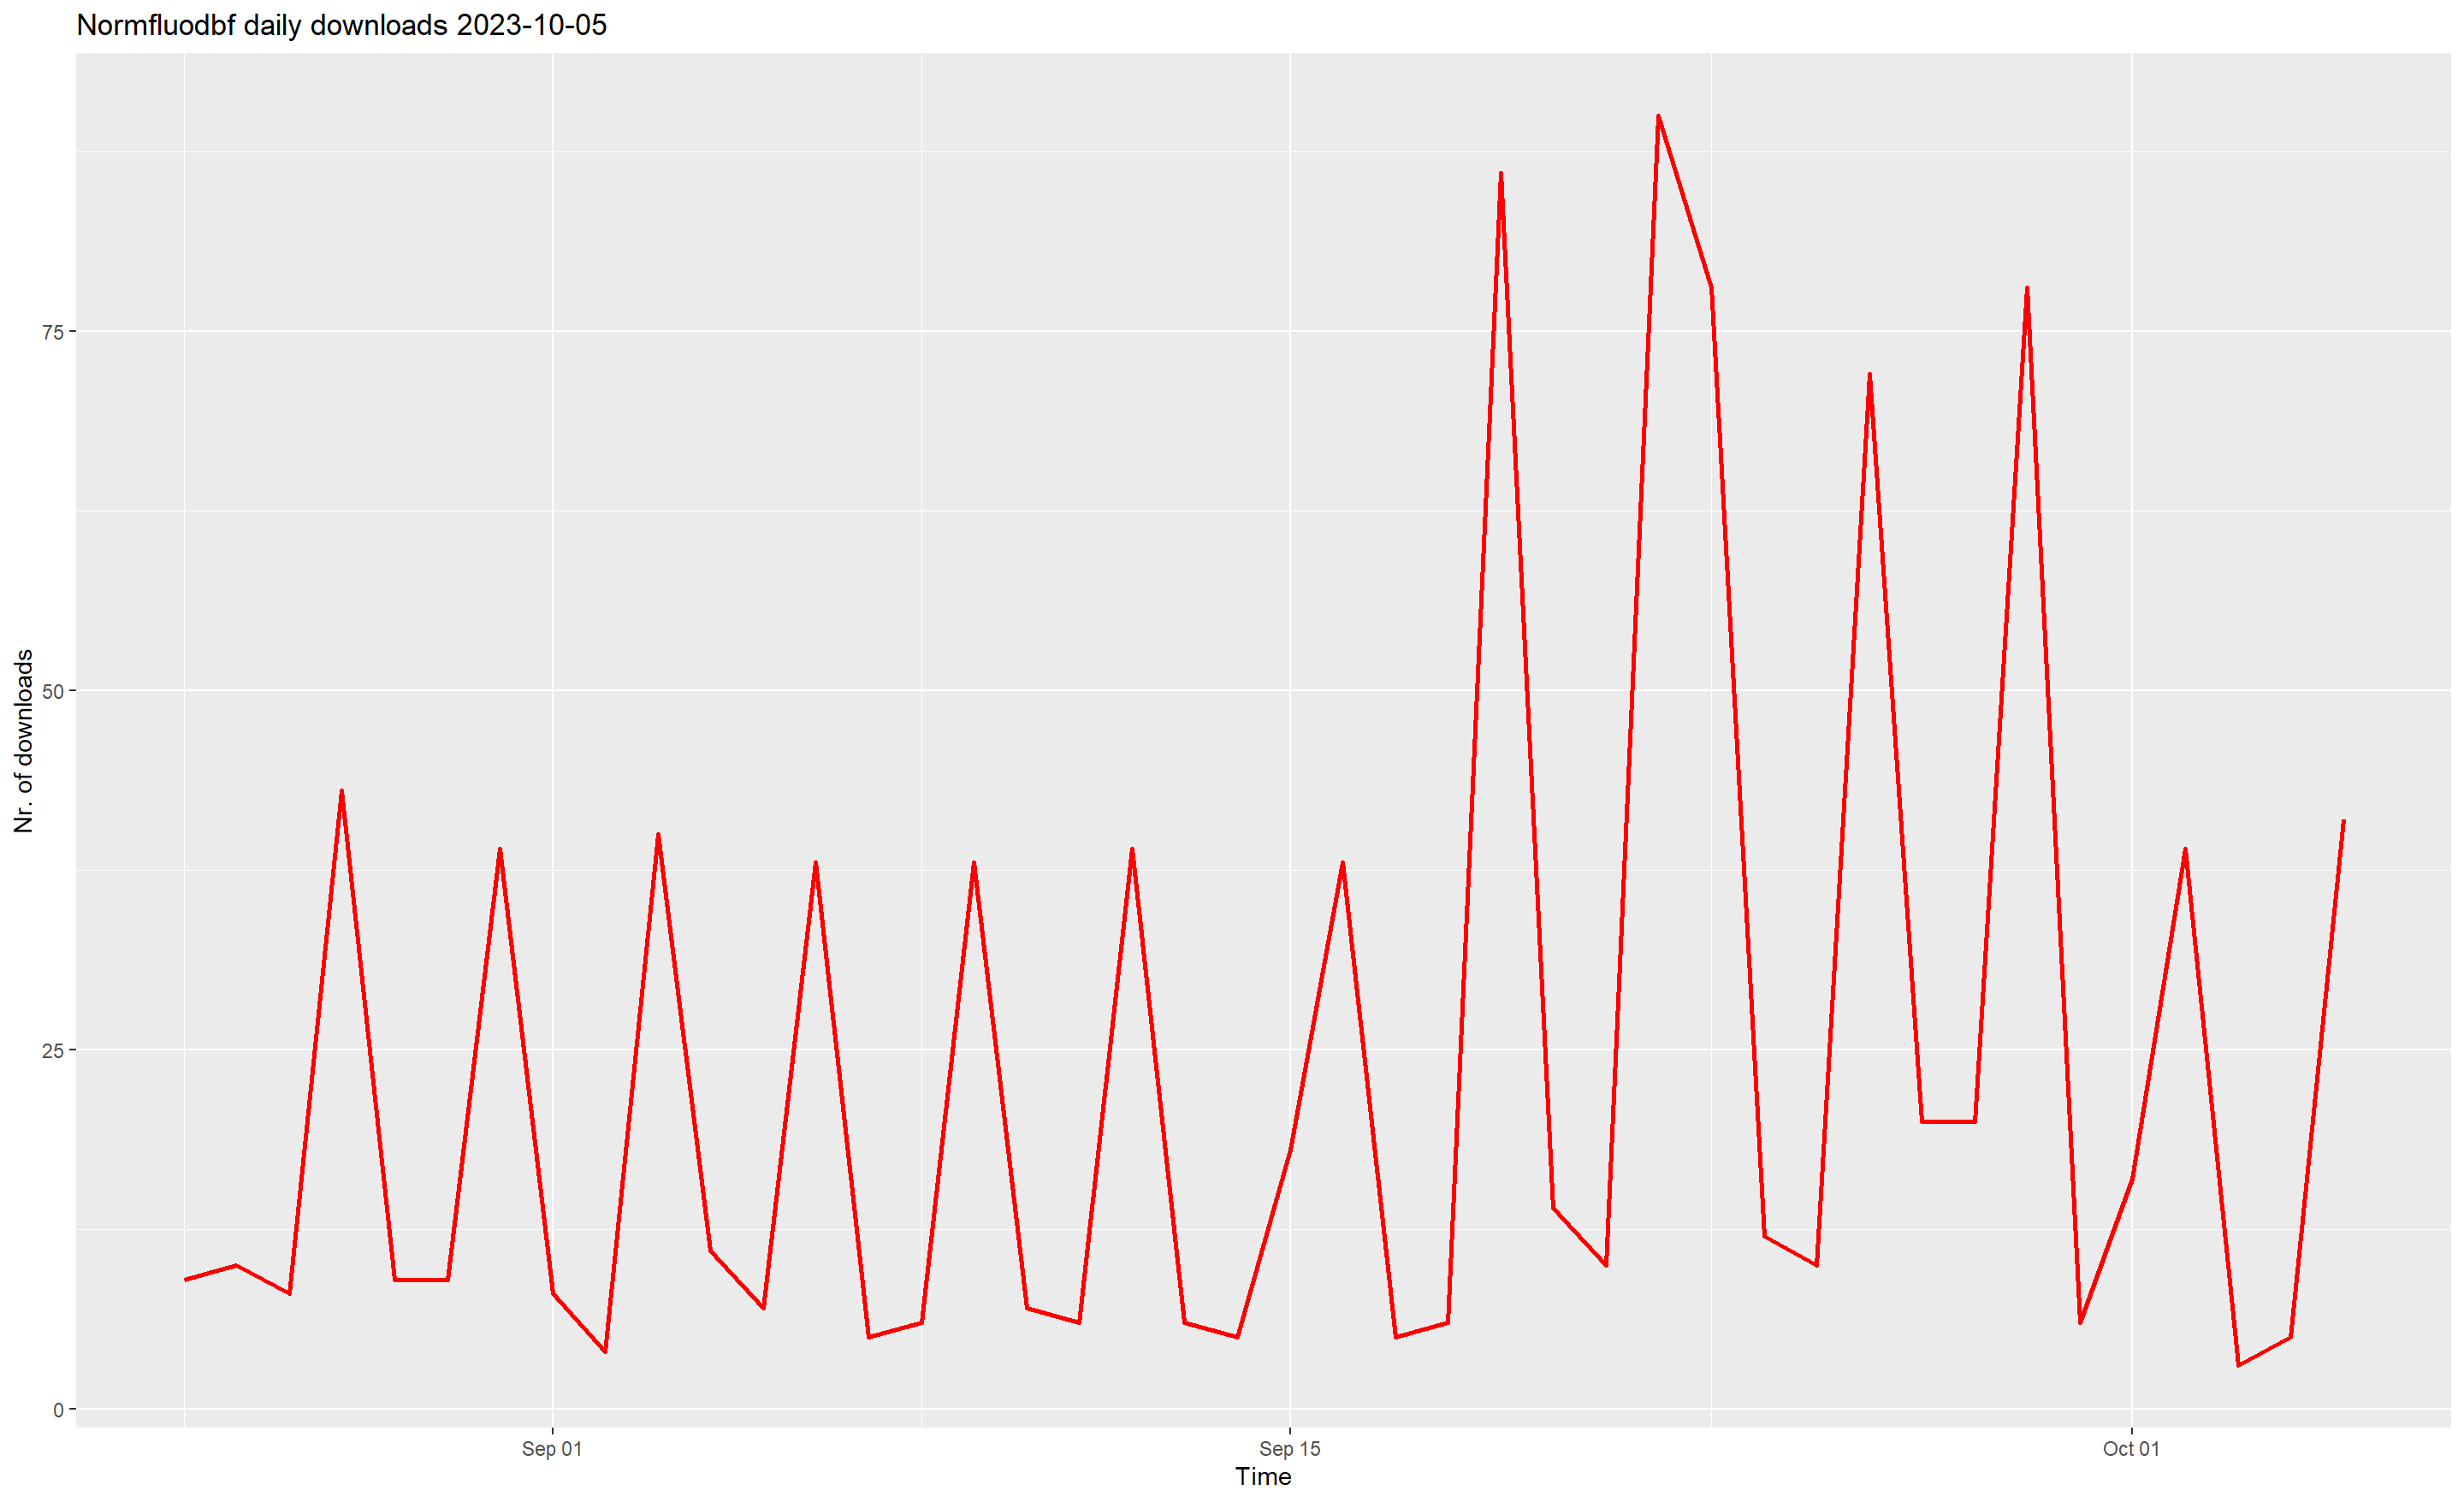 Normfluodbf daily downloads 2023-10-05
Nr. of downloads
75
50
25
0
Sep 01
Sep 15
Oct 01
Time